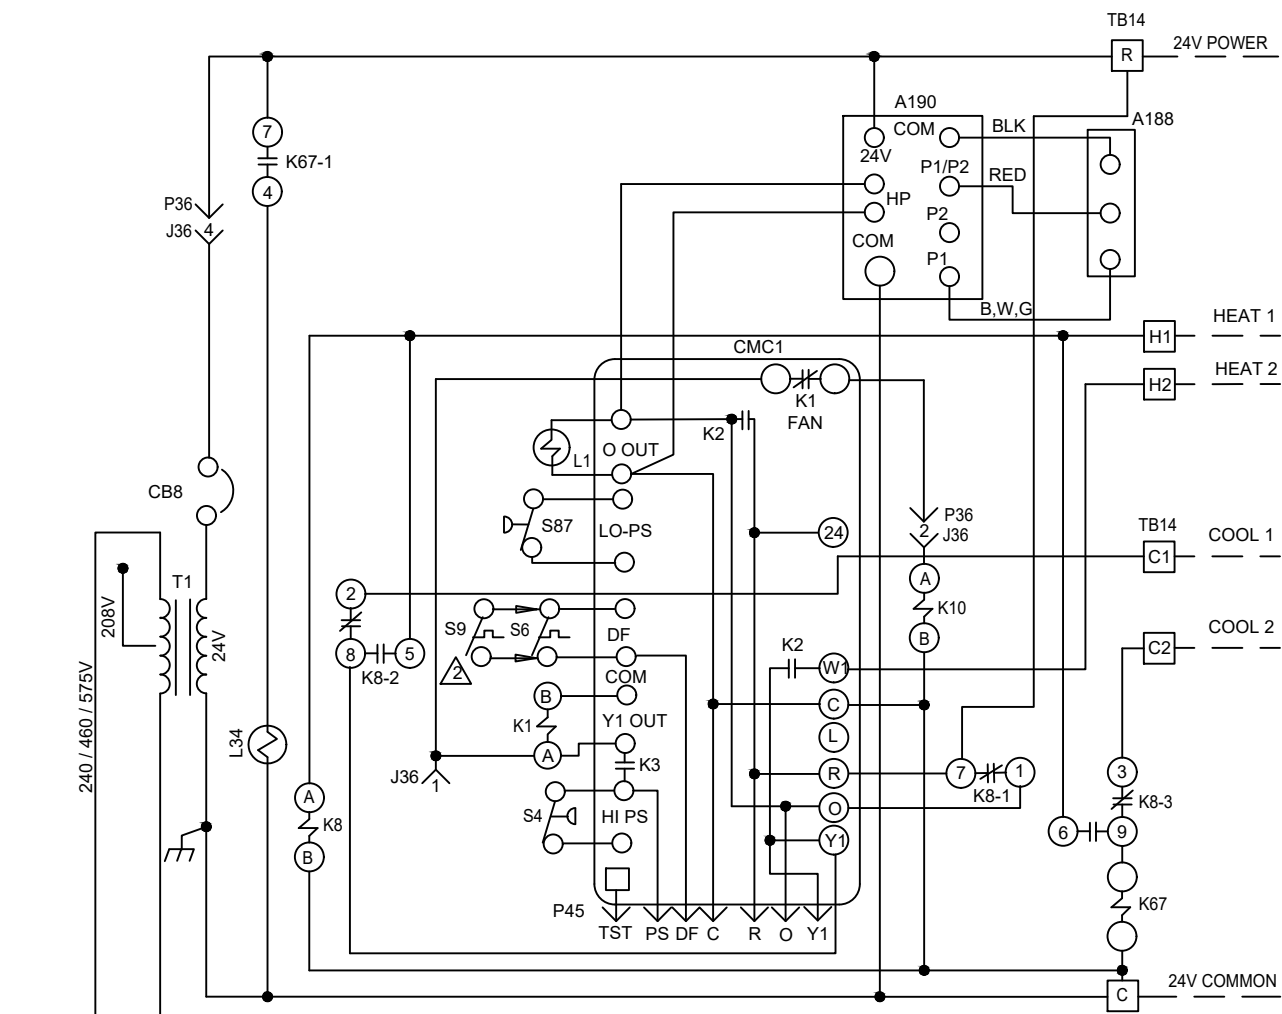 TB14
R
24V POWER
A190
A188
COM
BLK
24V
7
K67-1
P1/P2
RED
4
HP
P36
J36
4
P2
COM
P1
B,W,G
HEAT 1
H1
CMC1
HEAT 2
H2
K1
FAN
K2
O OUT
L1
CB8
S87
LO-PS
24
P36
2
J36
TB14
COOL 1
C1
T1
A
2
K10
208V
24V
S9
S6
DF
B
COOL 2
C2
8
5
K8-2
2
K2
W1
COM
B
C
Y1 OUT
K1
L
L34
A
K3
240 / 460 / 575V
J36
1
R
7
1
K8-1
3
K8-3
A
K8
S4
HI PS
O
6
9
Y1
B
K67
P45
TST
PS
DF
C
R
O
Y1
C
24V COMMON